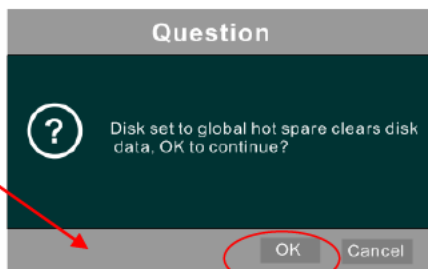 Question
?
Disk set to global hot spare clears disk
data, OK to continue?
OK Cancel